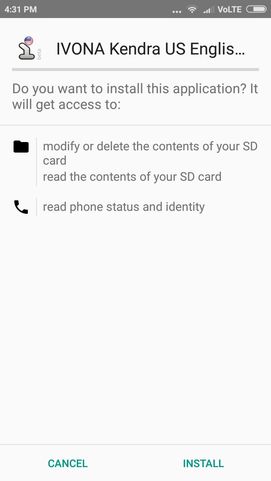 4:31 PM ... VoLTE
IVONA Kendra US Englis...
Do you want to install this application? It
will get access to:
modify or delete the contents of your SD
card
read the contents of your SD card
read phone status and identity
CANCEL INSTALL